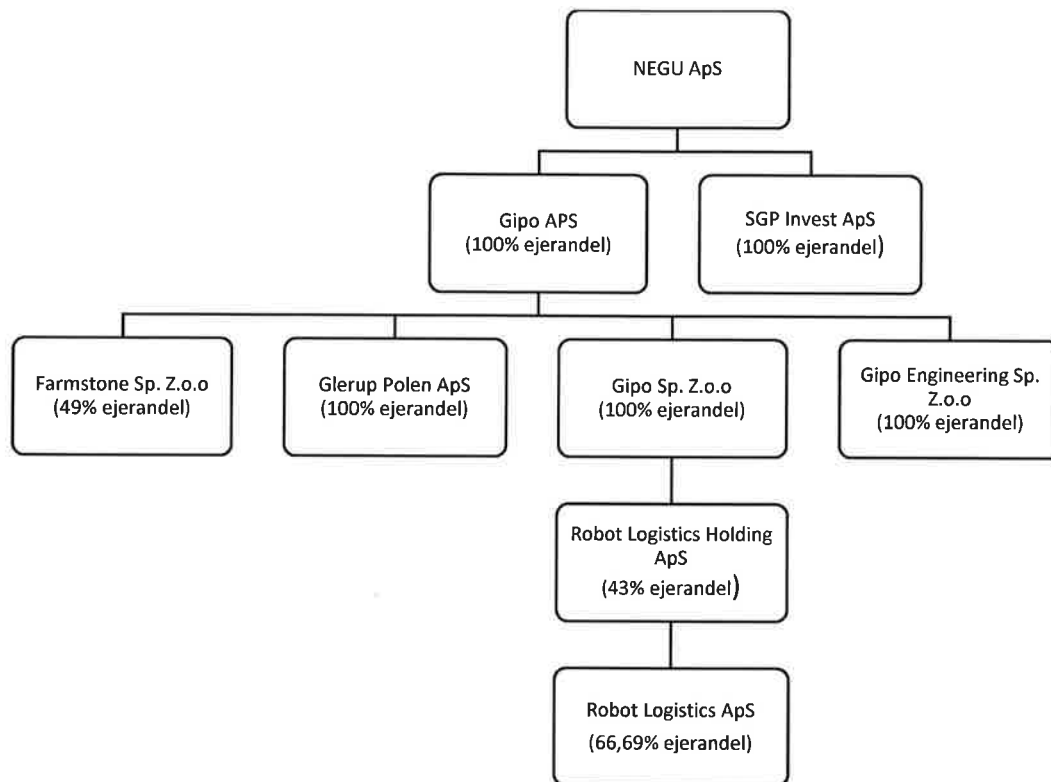 NEGU ApS
Gipo APS
(100% ejerandel)
SGP Invest ApS
(100% ejerandel)
Farmstone Sp. Z.o.o
(49% ejerandel)
Glerup Polen ApS
(100% ejerandel)
Gipo Sp. Z.o.o
(100% ejerandel)
Gipo Engineering Sp.
Z.o.o
(100% ejerandel)
Robot Logistics Holding
ApS
(43% ejerandel)
Robot Logistics ApS
(66,69% ejerandel)